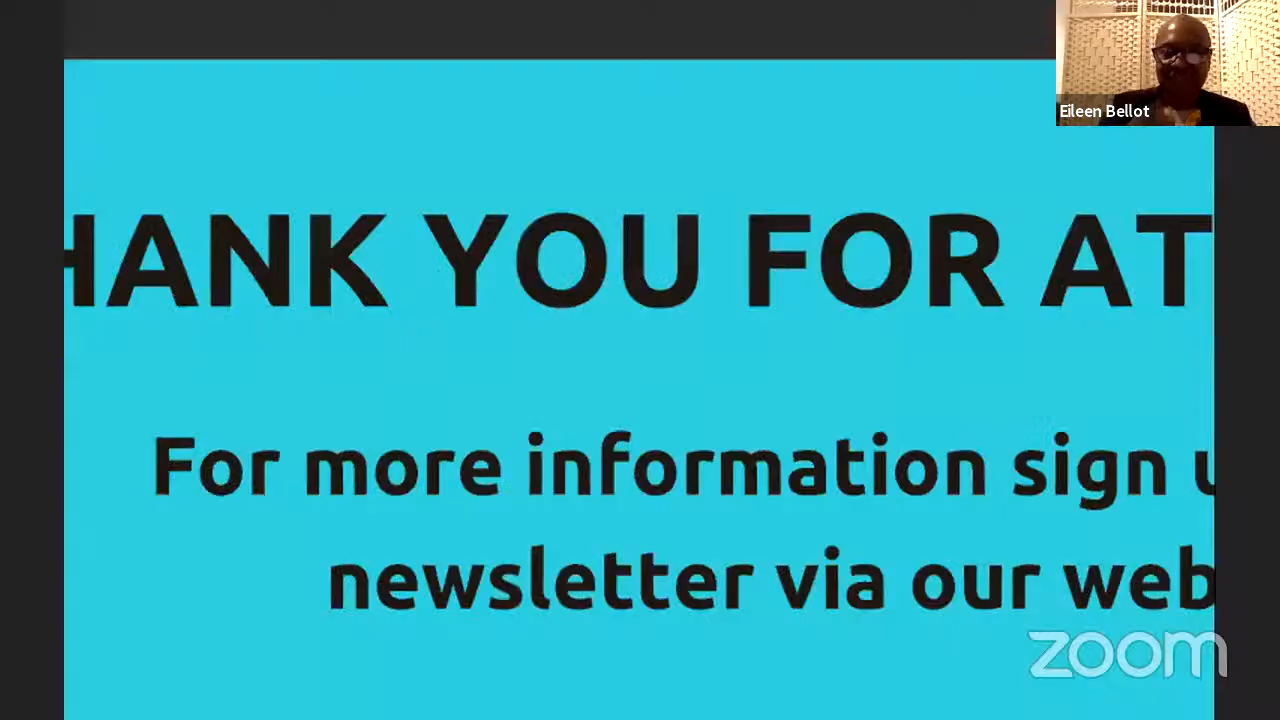 Eileen Bellot
HANK YOU FOR AT
For more information sign u
newsletter via our web
zoom